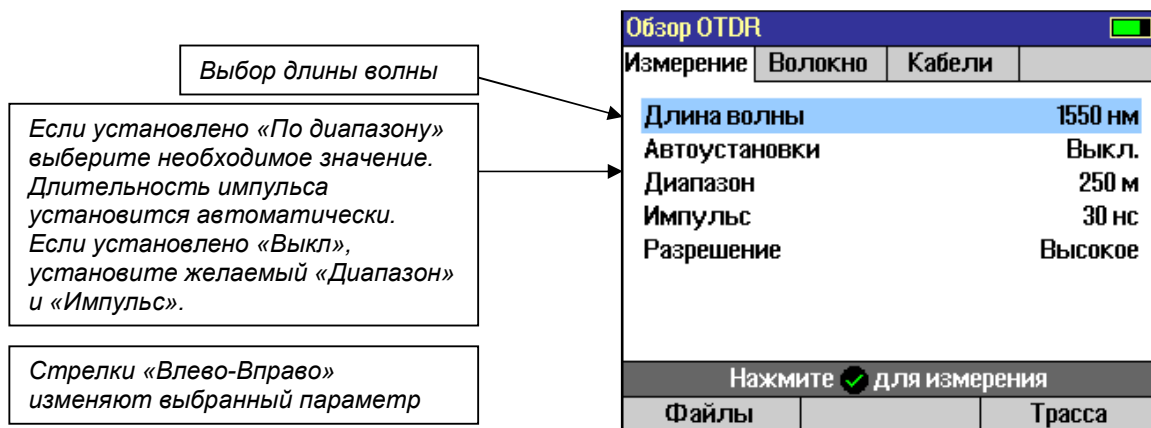 Выбор длины волны
Если установлено «По диапазону»
выберите необходимое значение.
Длительность импульса
установится автоматически.
Если установлено «Выкл»,
установите желаемый «Диапазон»
и «Импульс».
Стрелки «Влево-Вправо»
изменяют выбранный параметр
Обзор OTDR
Измерение Волокно Кабели
Длина волны 1550 нм
Автоустановки Выкл.
Диапазон 250 м
Импульс 30 нс
Разрешение Высокое
Нажмите для измерения
Файлы Трасса